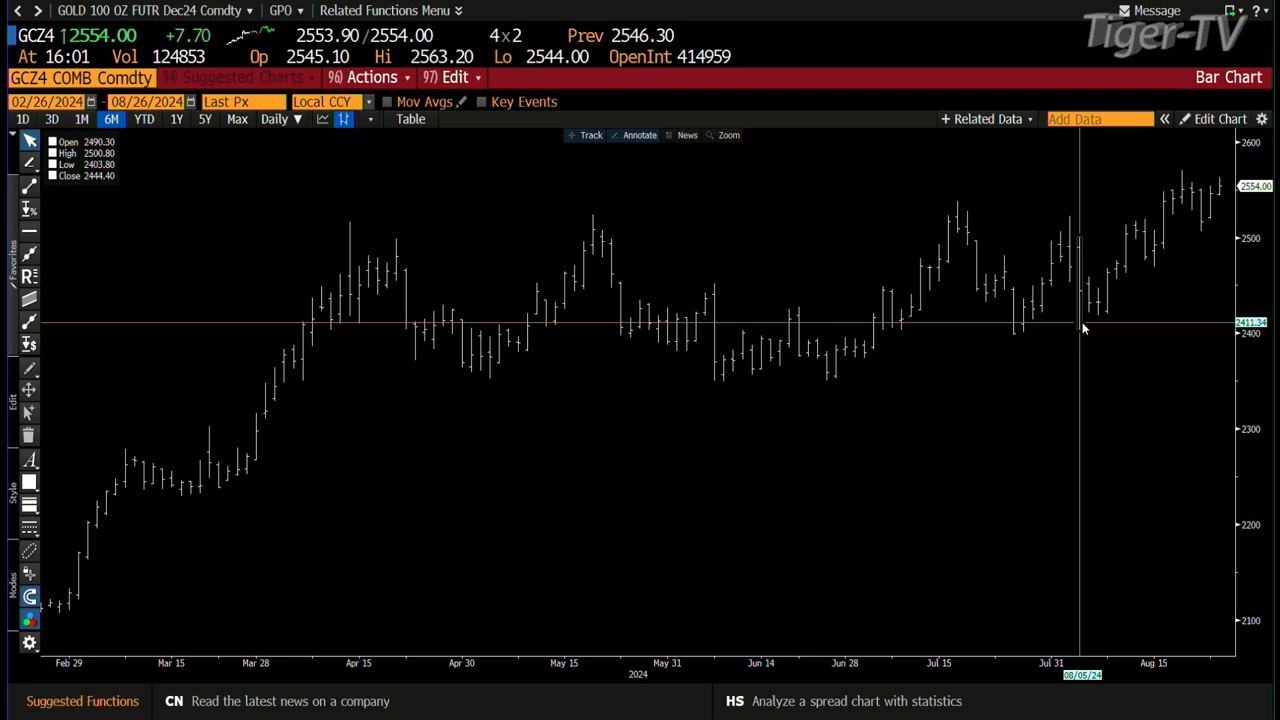 GOLD 100 OZ FUTR Dec24 Comdty GPO Related Functions Menu Message
Tiger-TV
GCZ4 ↑2554.00 +7.70 2553.90/2554.00 4x2 Prev 2546.30
At 16:01 Vol 124853 Op 2545.10 Hi 2563.20 Lo 2544.00 OpenInt 414959
GCZ4 COMB Comdty 94) Suggested Charts 96) Actions 97) Edit Bar Chart
02/26/2024 - 08/26/2024 Last Px Local CCY Mov Avgs Key Events
1D 3D 1M 6M YTD 1Y 5Y Max Daily ▼ Table + Related Data Add Data « Edit Chart
Track Annotate News Zoom
Open 2490.30
High 2500.80
Low 2403.80
Close 2444.40
2600
2554.00
2500
2411.34
2400
2300
2200
2100
Favorites
Edit
Style
Modes
Feb 29 Mar 15 Mar 28 Apr 15 Apr 30 May 15 May 31 Jun 14 Jun 28 Jul 15 Jul 31 Aug 15
2024 08/05/24
Suggested Functions CN Read the latest news on a company HS Analyze a spread chart with statistics